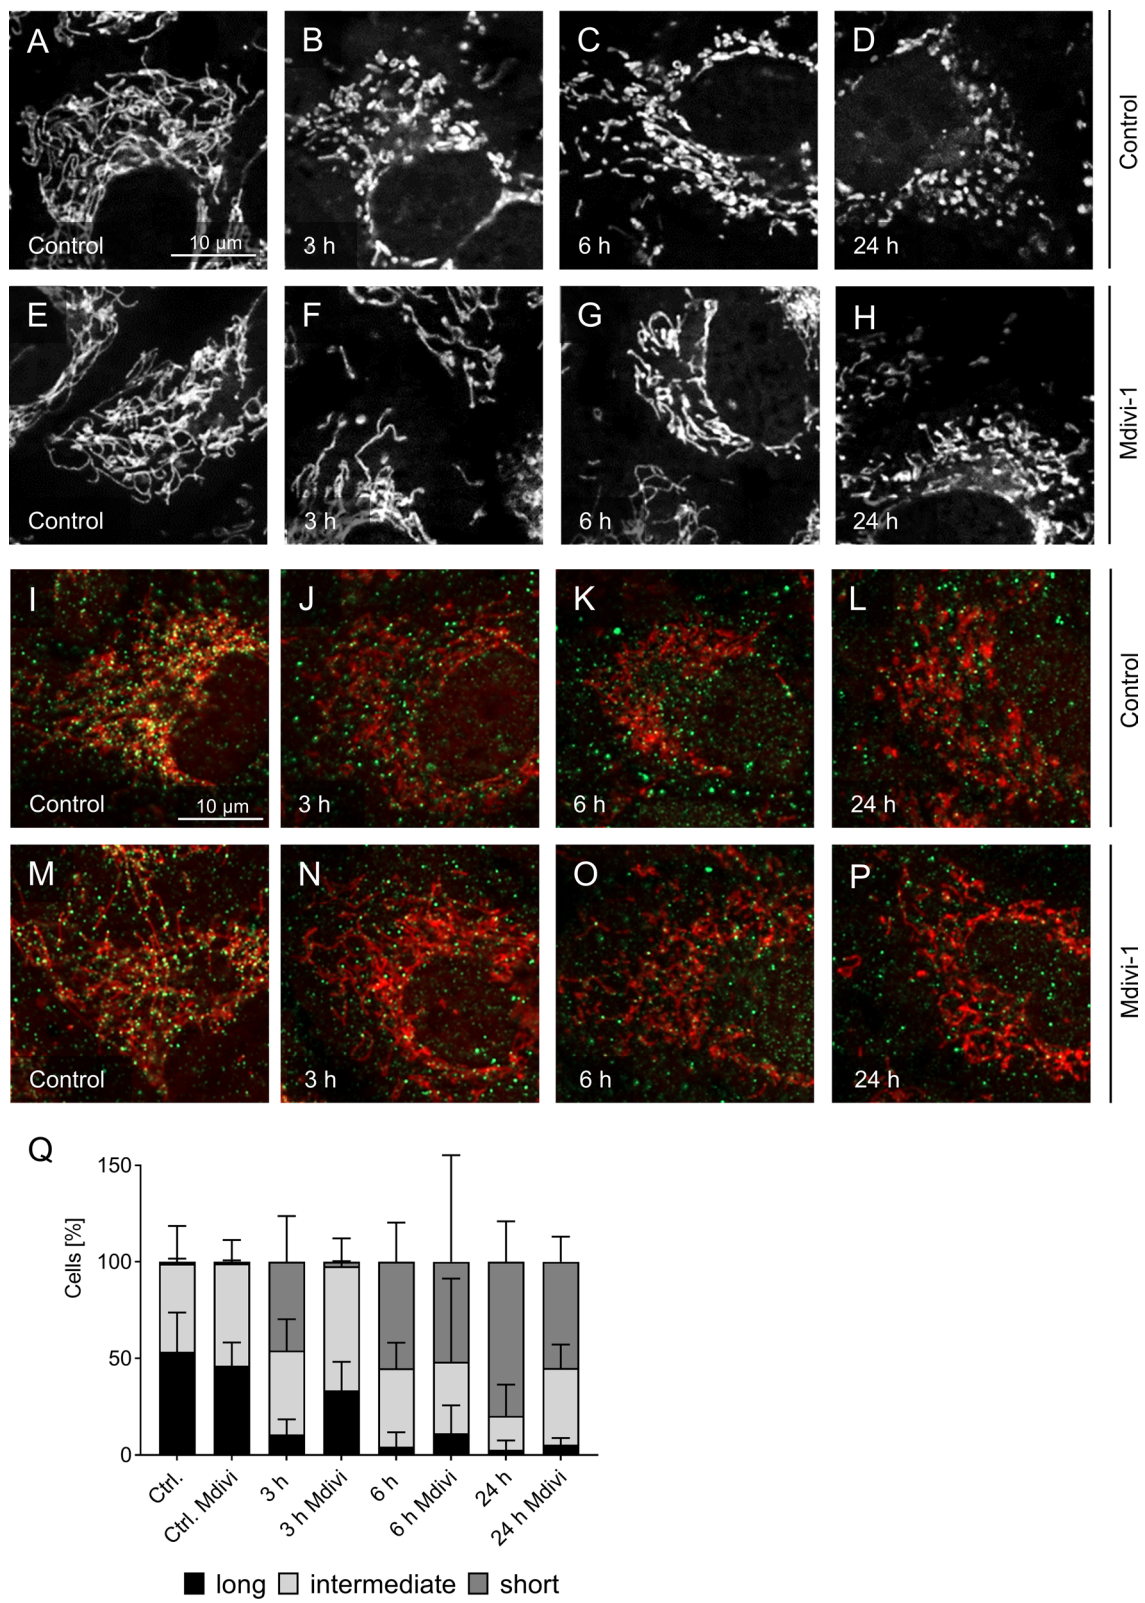 A
B
C
D
Control
10 µm
3 h
6 h
24 h
Control
E
F
G
H
Control
3 h
6 h
24 h
Mdivi-1
I
J
K
L
Control
10 µm
3 h
6 h
24 h
Control
M
N
O
P
Control
3 h
6 h
24 h
Mdivi-1
Q
150
100
50
0
Cells [%]
Ctrl.
Ctrl. Mdivi
3 h
3 h Mdivi
6 h
6 h Mdivi
24 h
24 h Mdivi
long
intermediate
short